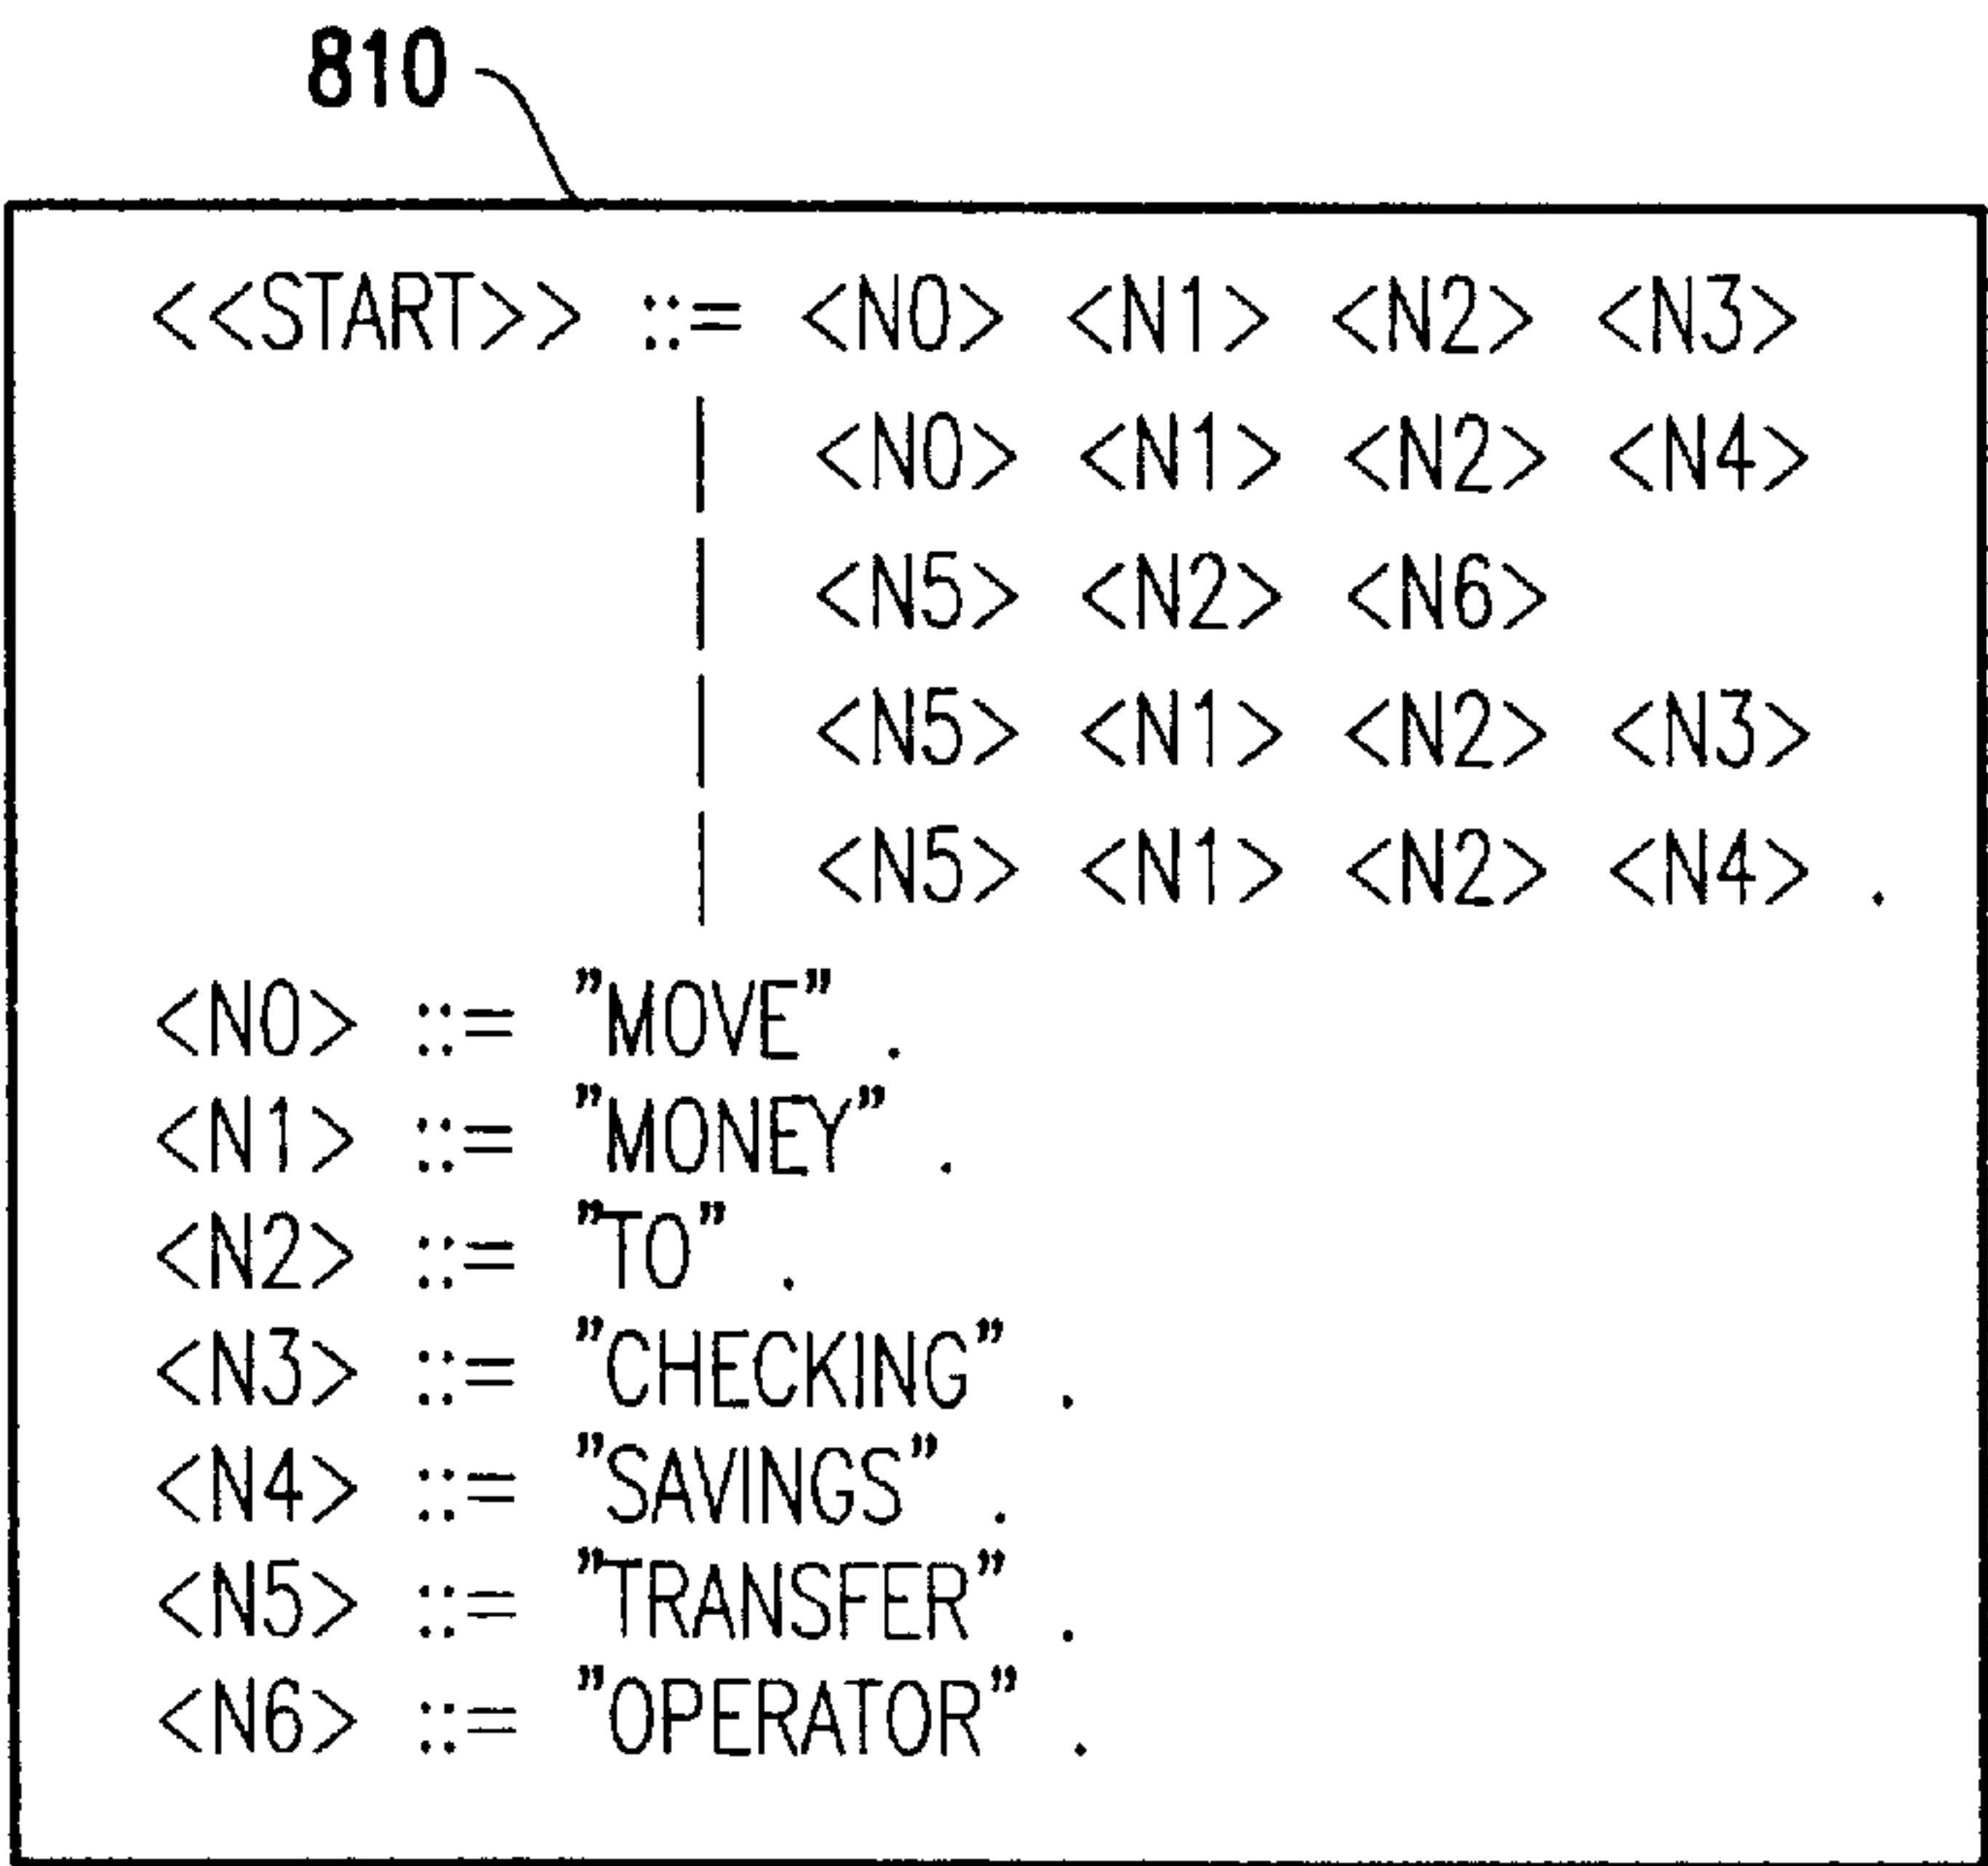 810
<<START>> ::= <N0> <N1> <N2> <N3>
| <N0> <N1> <N2> <N4>
| <N5> <N2> <N6>
| <N5> <N1> <N2> <N3>
| <N5> <N1> <N2> <N4> .
<N0> ::= "MOVE" .
<N1> ::= "MONEY" .
<N2> ::= "TO" .
<N3> ::= "CHECKING" .
<N4> ::= "SAVINGS" .
<N5> ::= "TRANSFER" .
<N6> ::= "OPERATOR" .